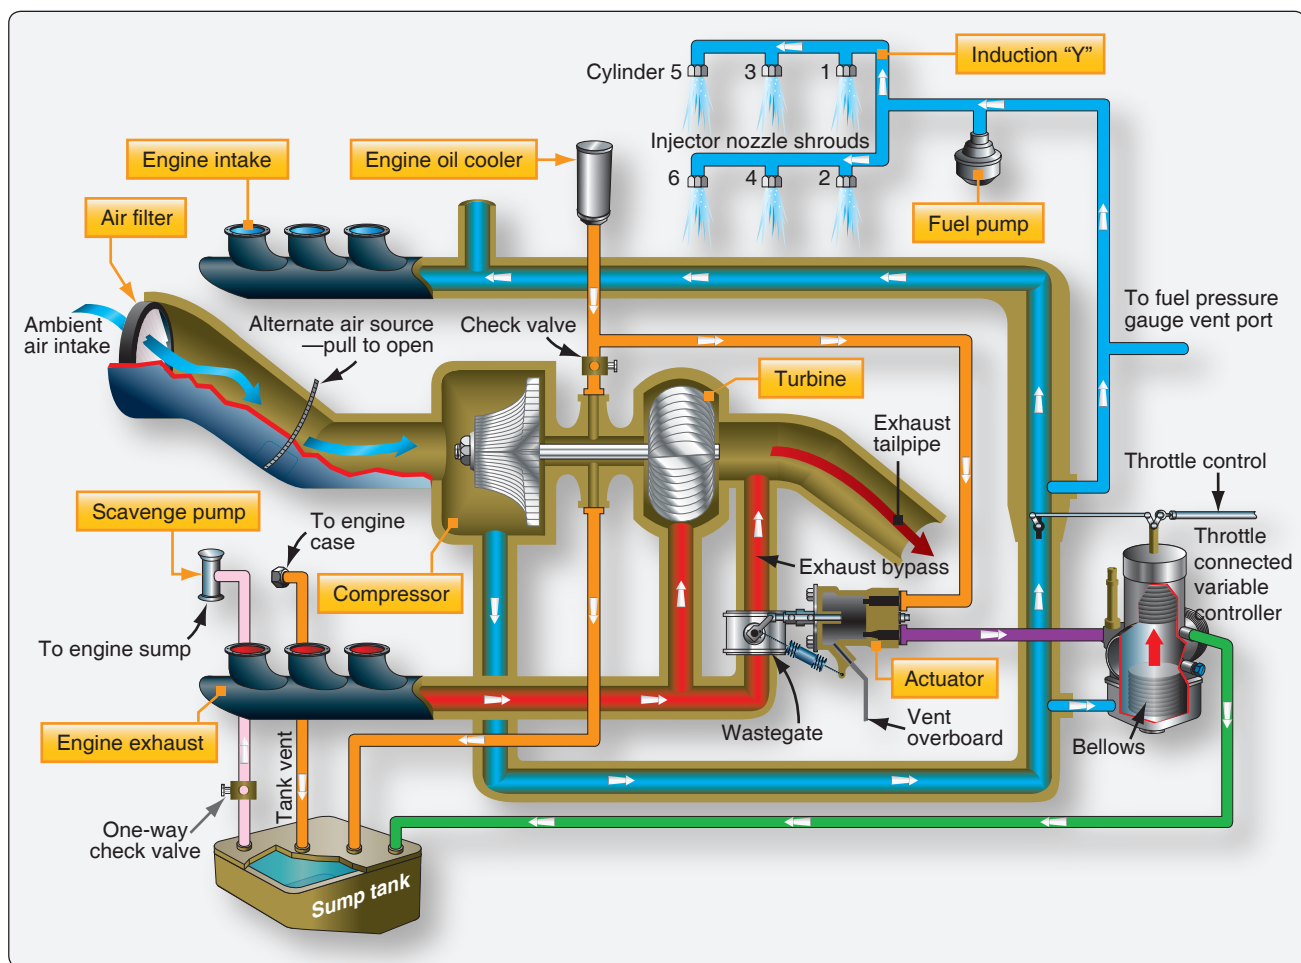 Induction “Y”
Cylinder 5
3
1
Injector nozzle shrouds
6
4
2
Fuel pump
Engine intake
Engine oil cooler
Air filter
Ambient
air intake
Alternate air source
—pull to open
Check valve
Turbine
To fuel pressure
gauge vent port
Exhaust
tailpipe
Throttle control
Throttle
connected
variable
controller
Scavenge pump
To engine
case
Compressor
Exhaust bypass
To engine sump
Actuator
Engine exhaust
Wastegate
Vent
overboard
Bellows
Tank vent
One-way
check valve
Sump tank